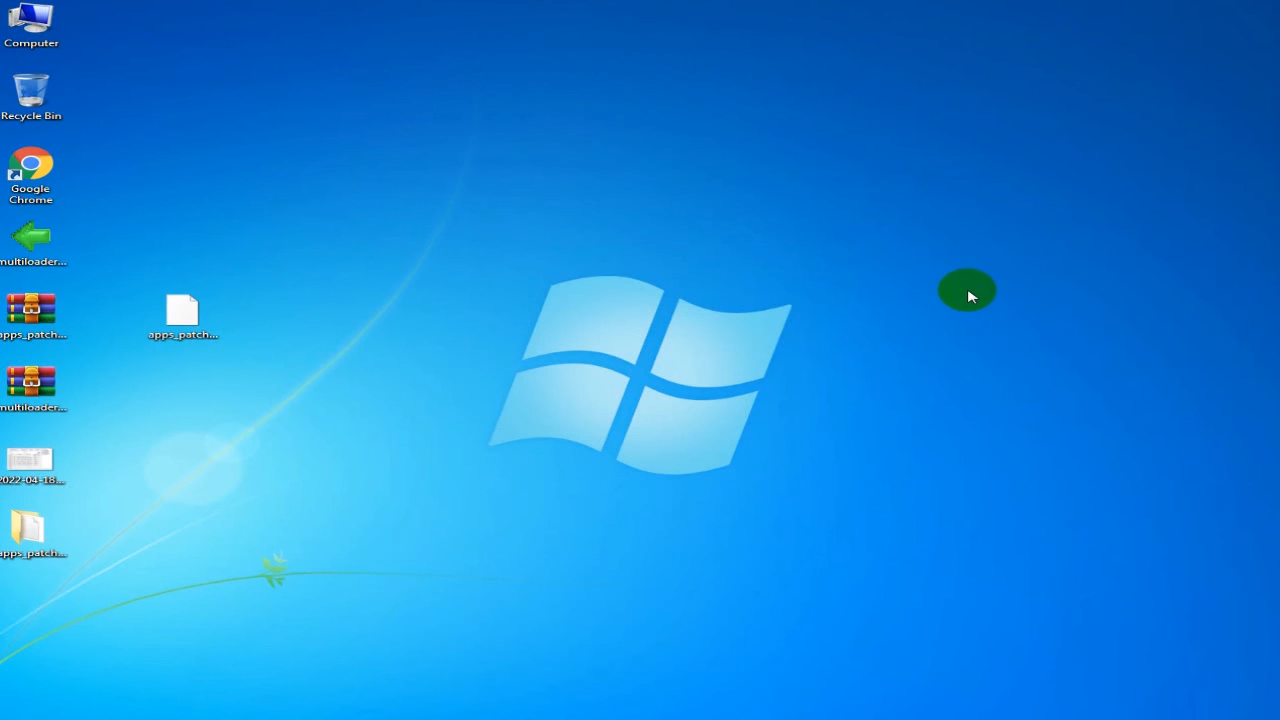 Computer
Recycle Bin
Google
Chrome
multiloader...
apps_patch...
apps_patch...
multiloader...
2022-04-18...
apps_patch...